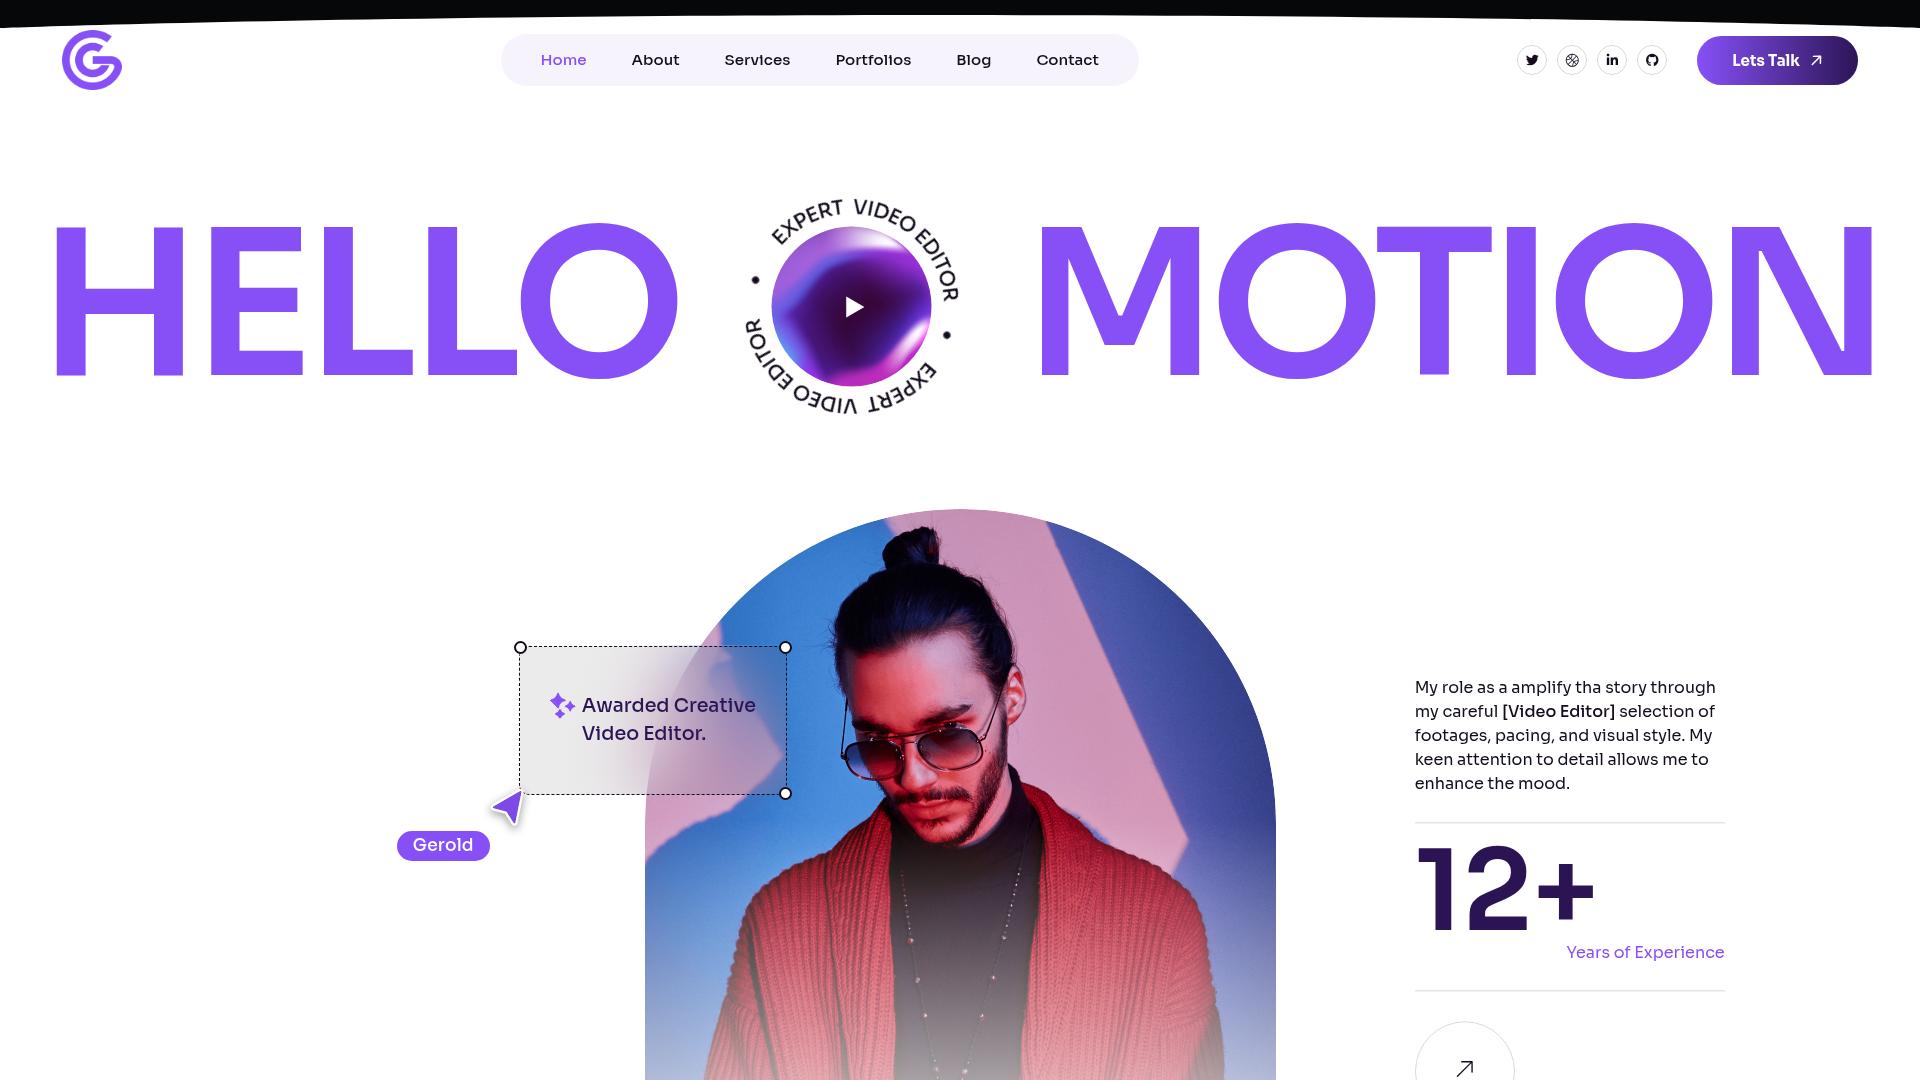 Home About Services Portfolios Blog Contact
Lets Talk
HELLO
EXPERT VIDEO EDITOR • EXPERT VIDEO EDITOR •
MOTION
Awarded Creative
Video Editor.
Gerold
My role as a amplify tha story through
my careful [Video Editor] selection of
footages, pacing, and visual style. My
keen attention to detail allows me to
enhance the mood.
12+
Years of Experience